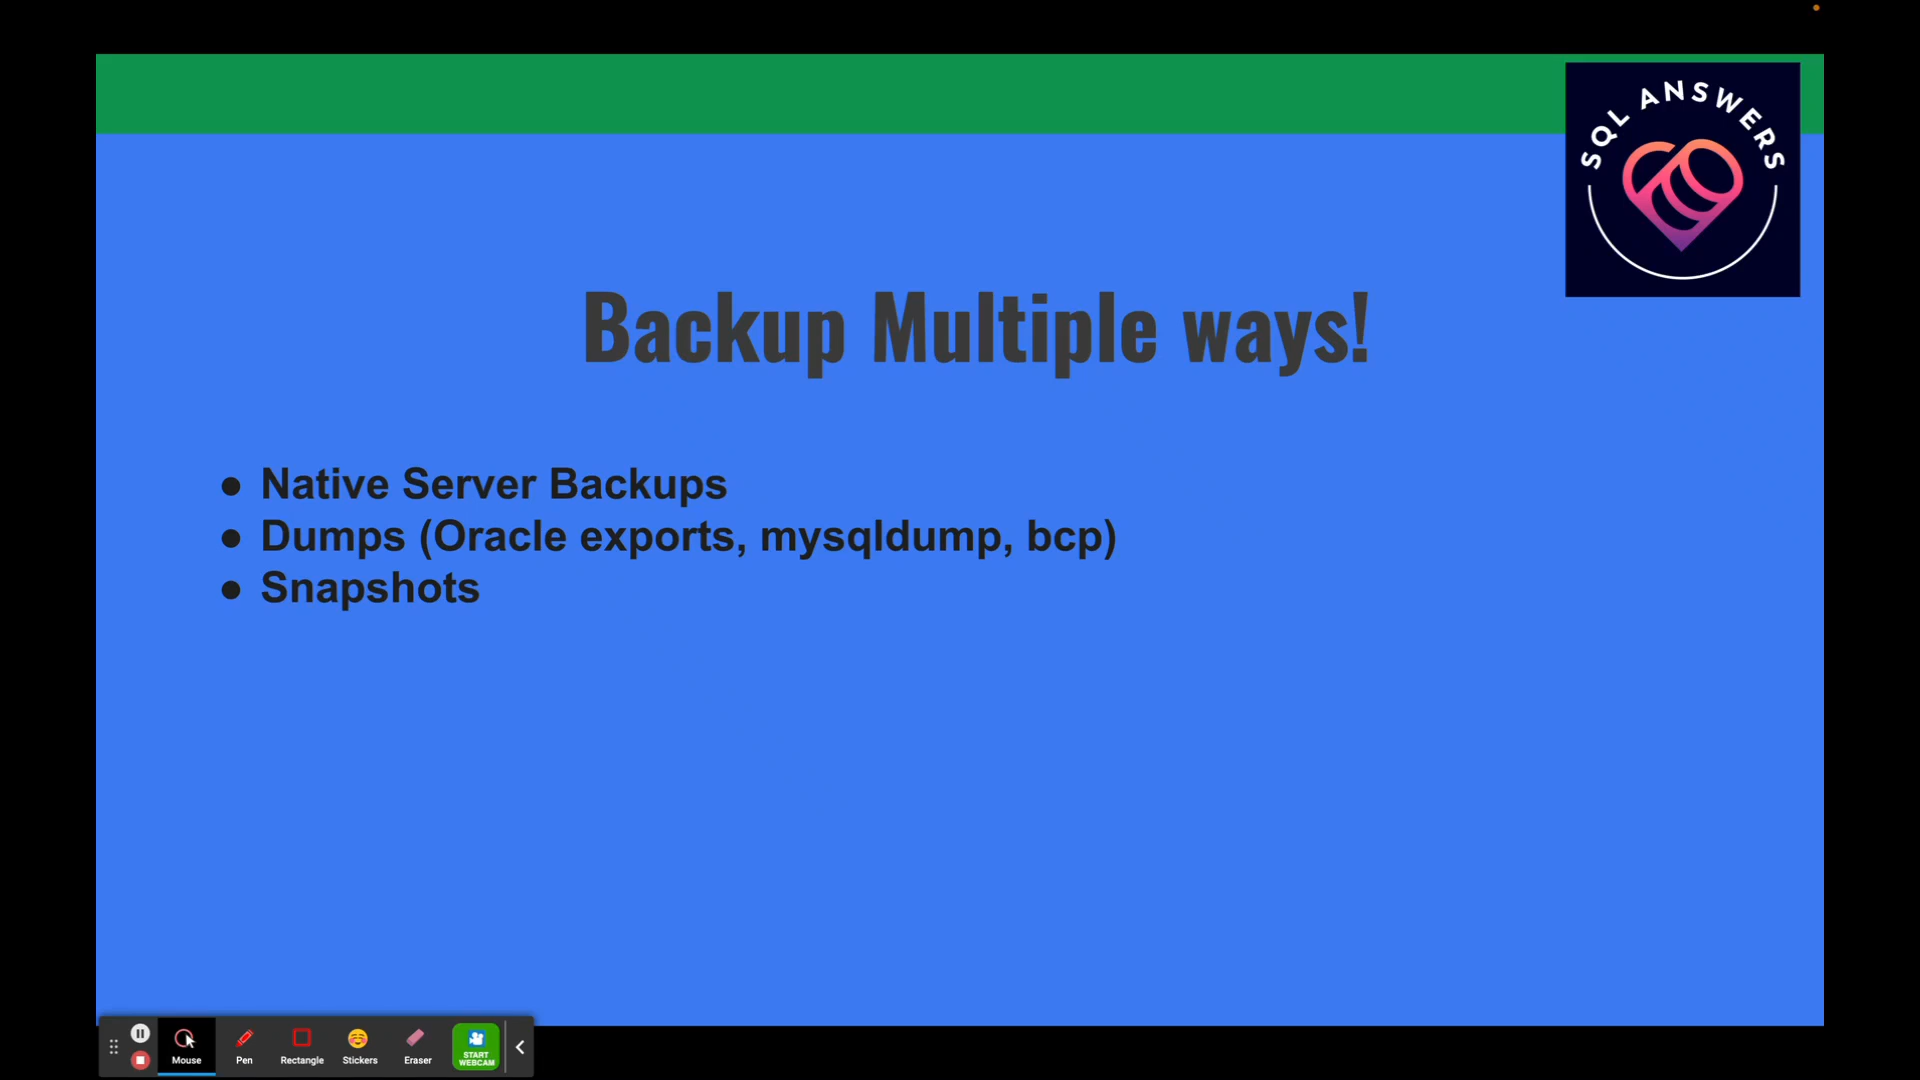 SQL ANSWERS
Backup Multiple ways!
● Native Server Backups
● Dumps (Oracle exports, mysqldump, bcp)
● Snapshots
Mouse
Pen
Rectangle
Stickers
Eraser
START
WEBCAM